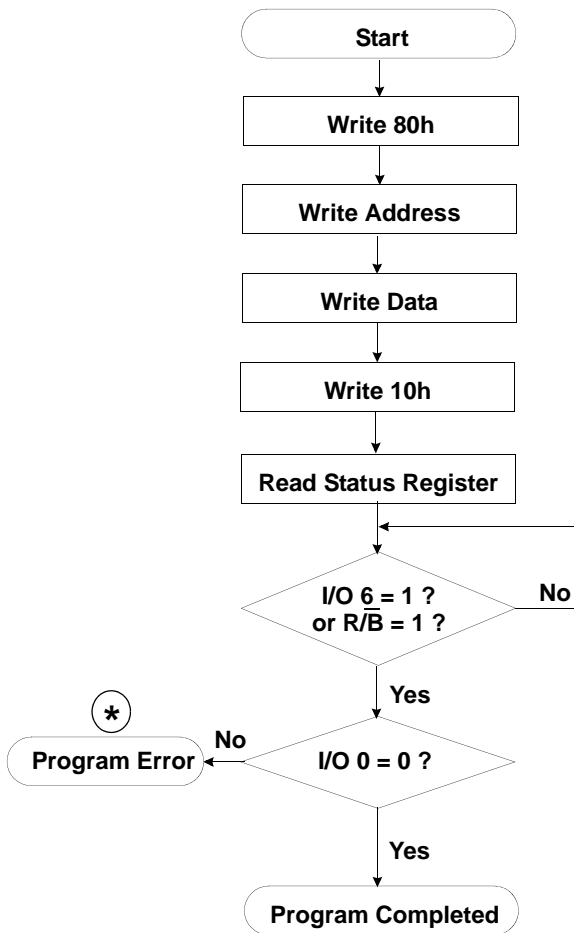 Start
Write 80h
Write Address
Write Data
Write 10h
Read Status Register
I/O 6 = 1 ?
or R/B̅ = 1 ?
No
Yes
*
No
Program Error
I/O 0 = 0 ?
Yes
Program Completed